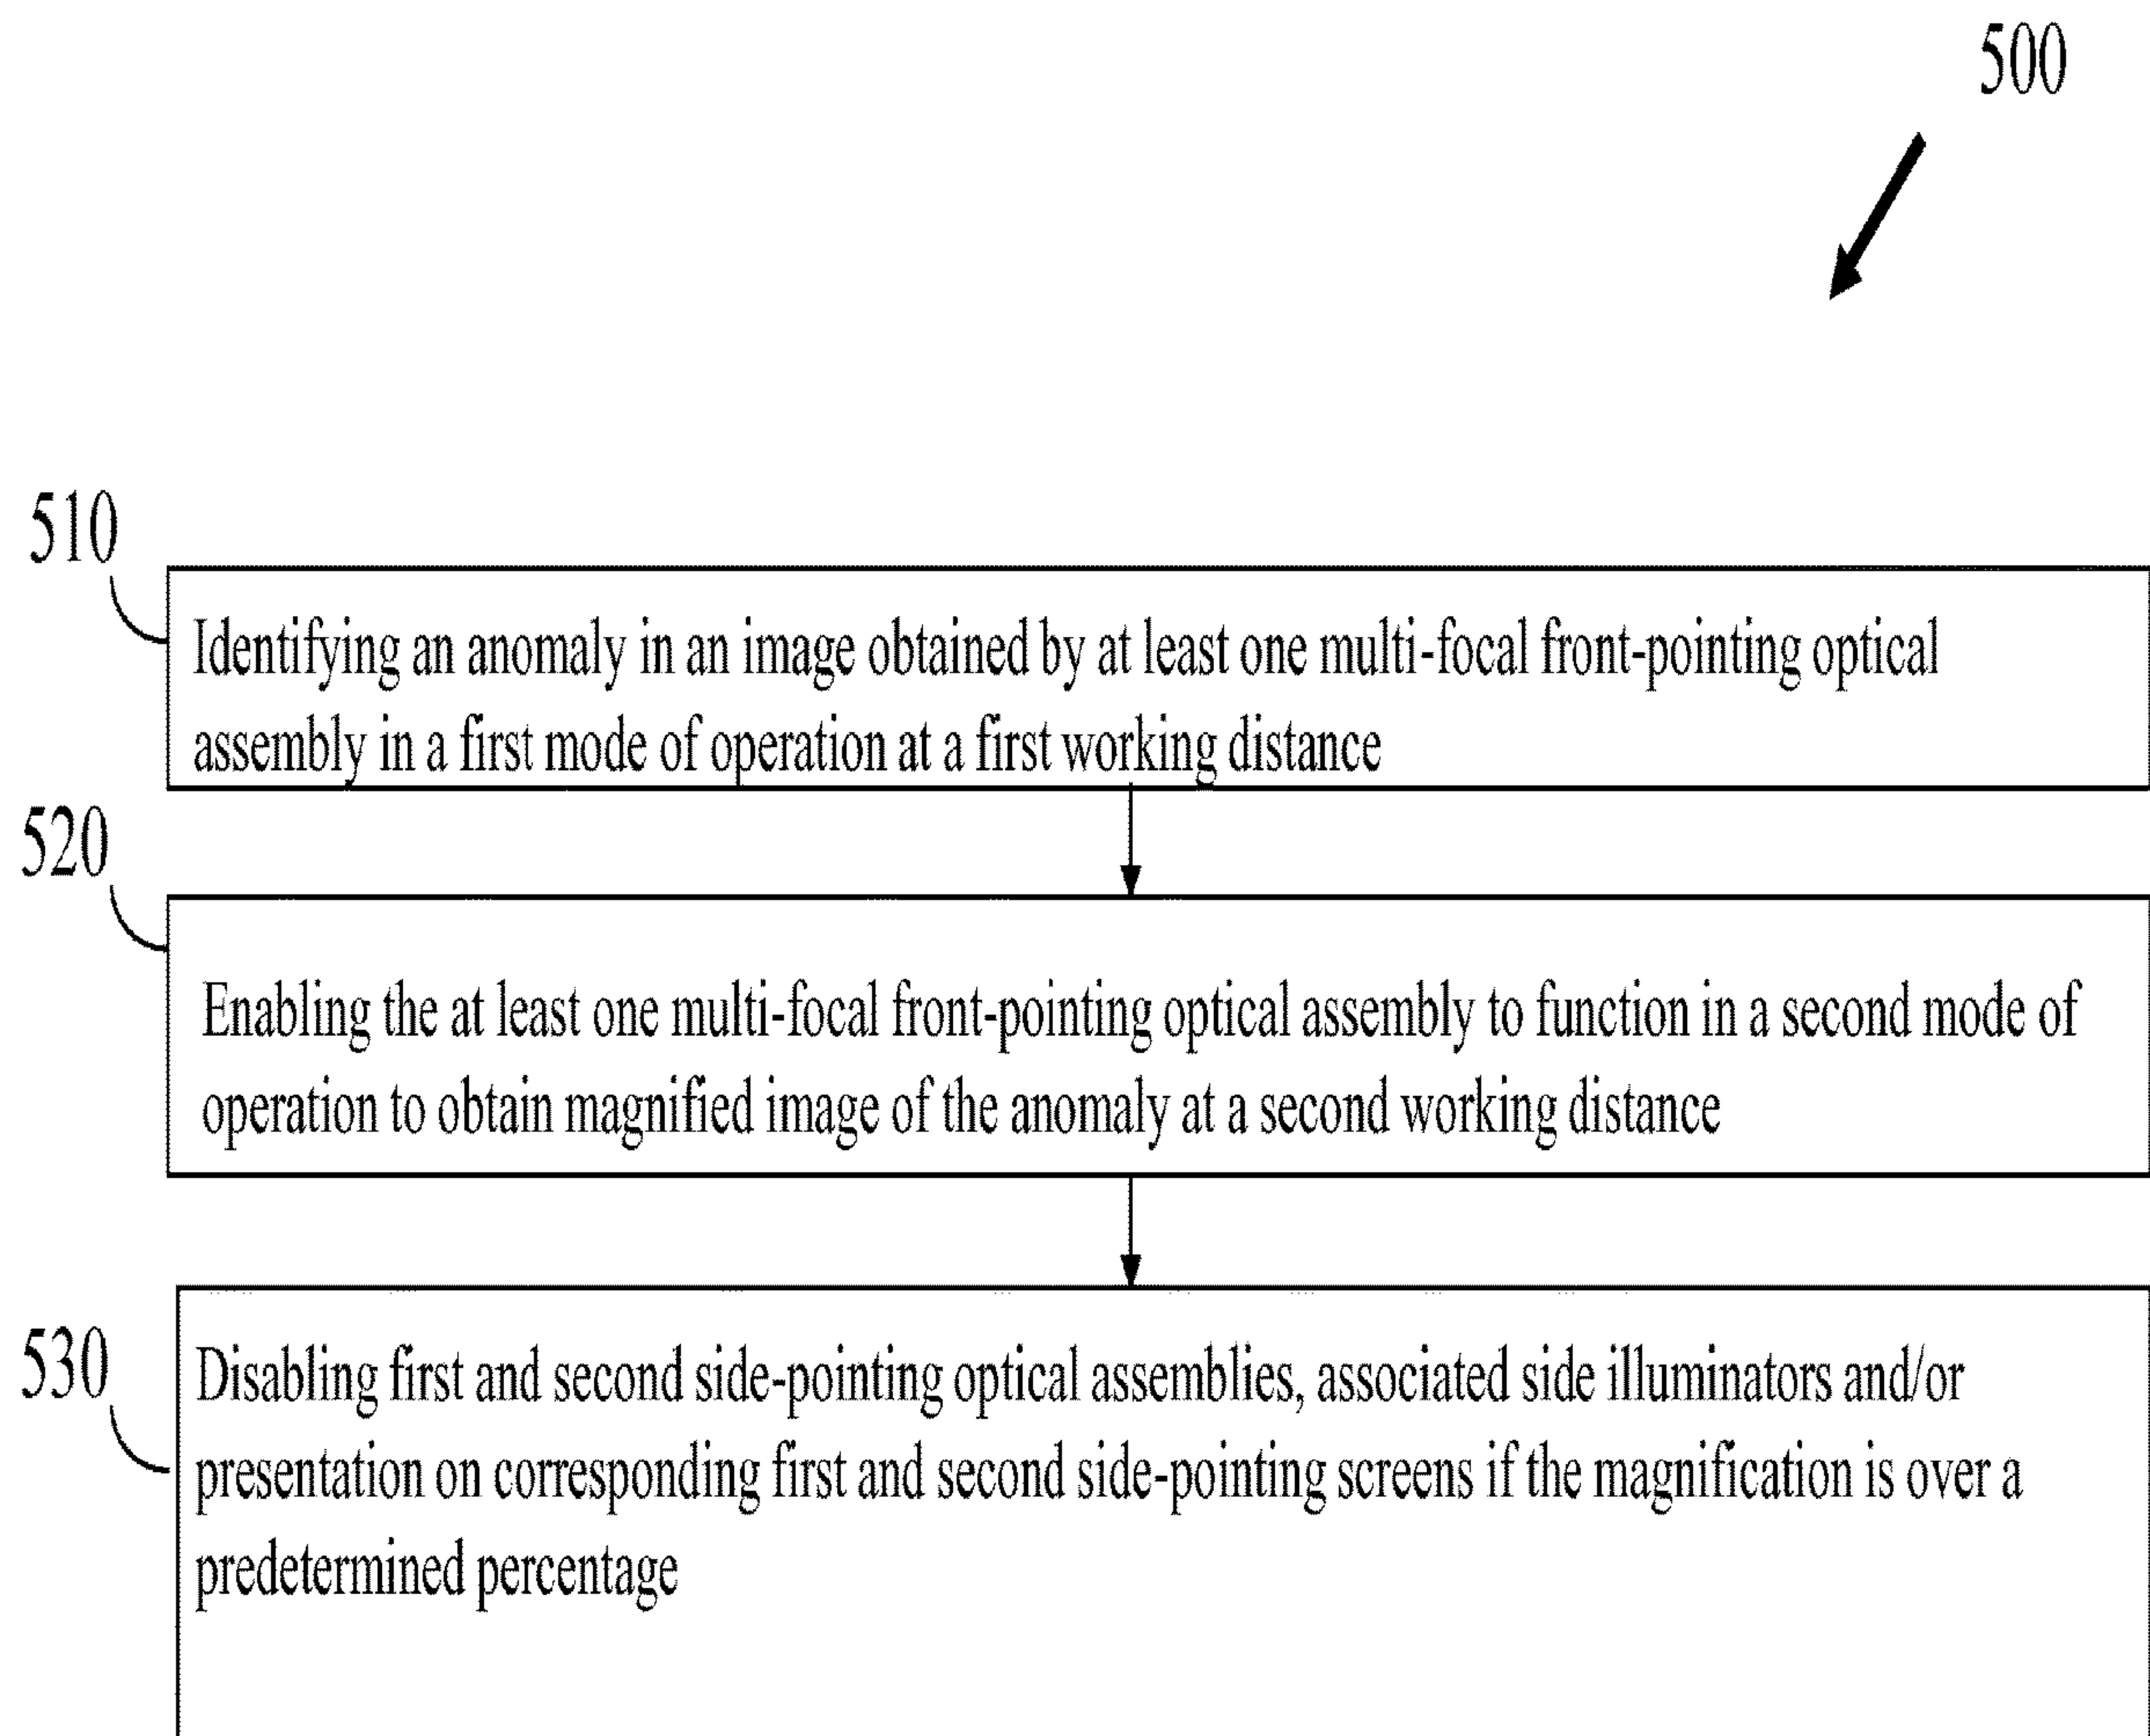 500
510
Identifying an anomaly in an image obtained by at least one multi-focal front-pointing optical
assembly in a first mode of operation at a first working distance
520
Enabling the at least one multi-focal front-pointing optical assembly to function in a second mode of
operation to obtain magnified image of the anomaly at a second working distance
530
Disabling first and second side-pointing optical assemblies, associated side illuminators and/or
presentation on corresponding first and second side-pointing screens if the magnification is over a
predetermined percentage